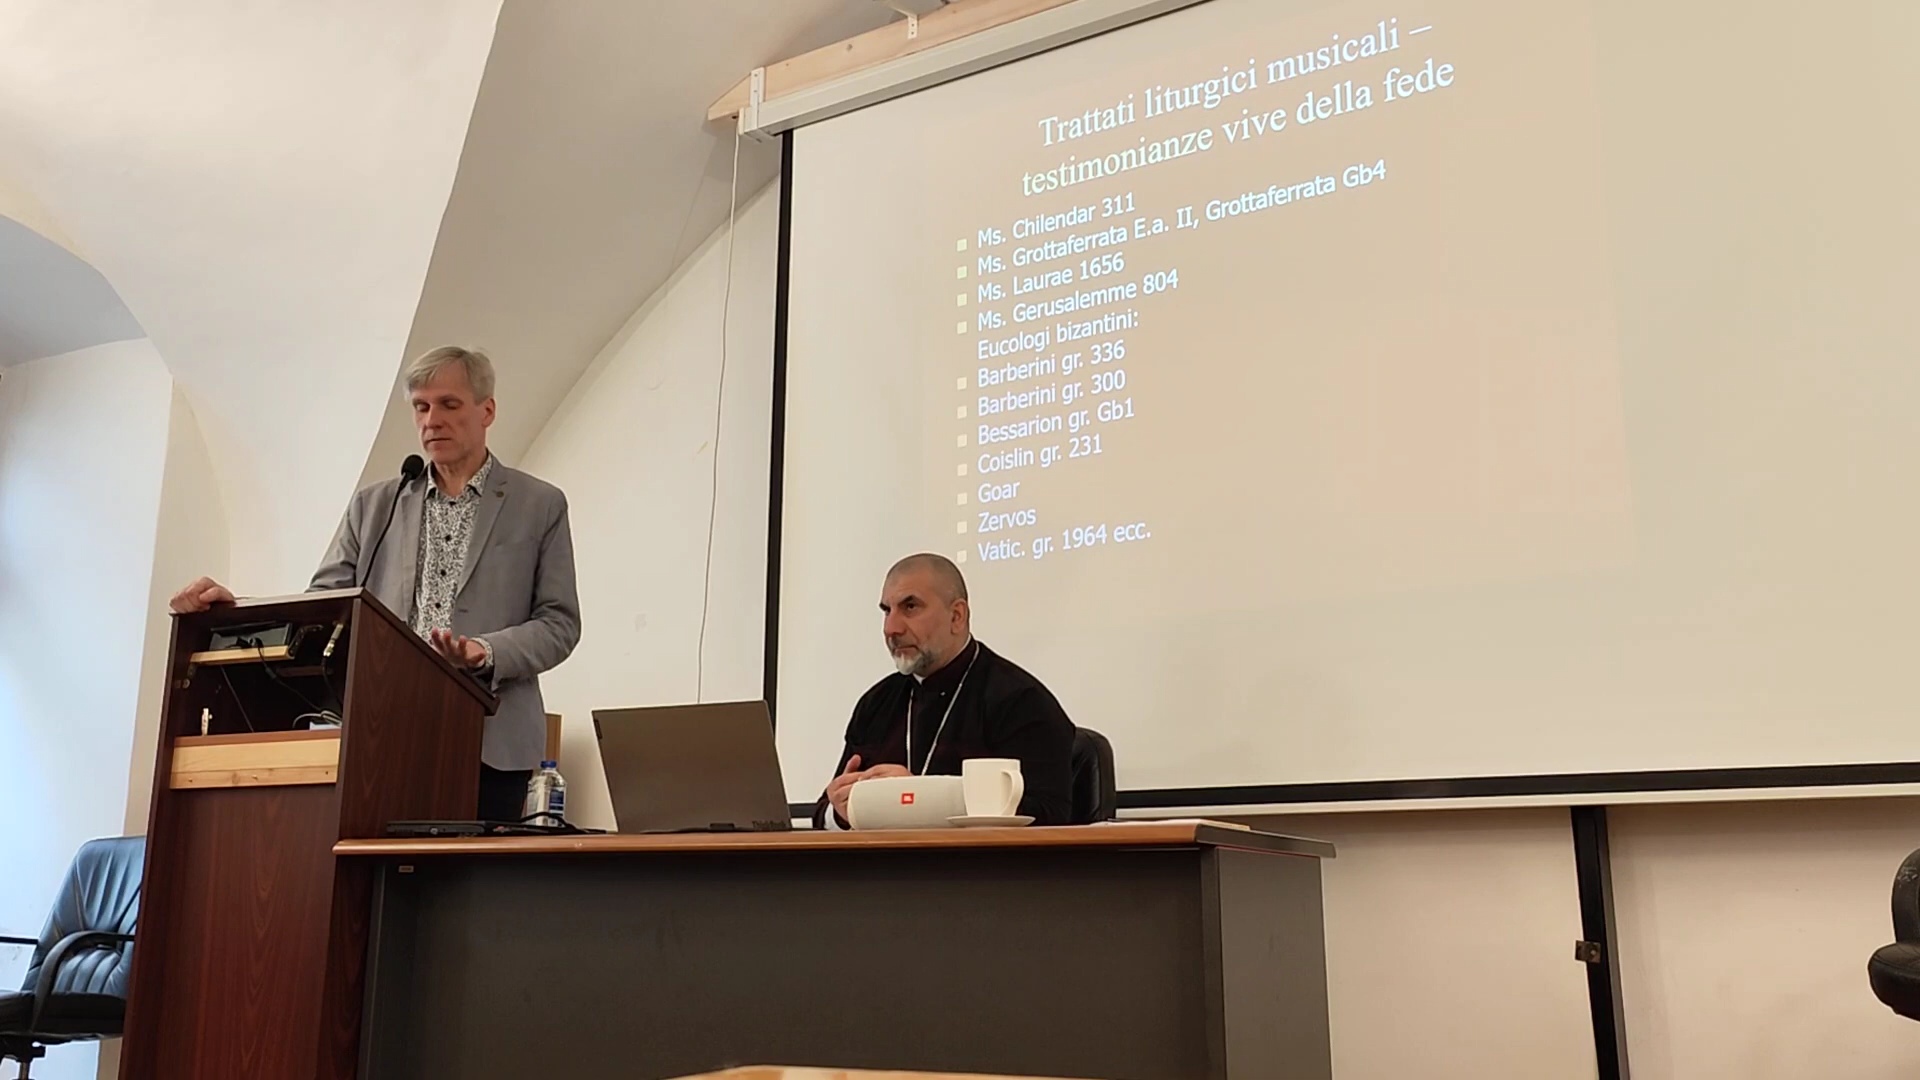 Trattati liturgici musicali –
testimonianze vive della fede
Ms. Chilendar 311
Ms. Grottaferrata E.a. II, Grottaferrata Gb4
Ms. Laurae 1656
Ms. Gerusalemme 804
Eucologi bizantini:
Barberini gr. 336
Barberini gr. 300
Bessarion gr. Gb1
Coislin gr. 231
Goar
Zervos
Vatic. gr. 1964 ecc.
ThinkBook